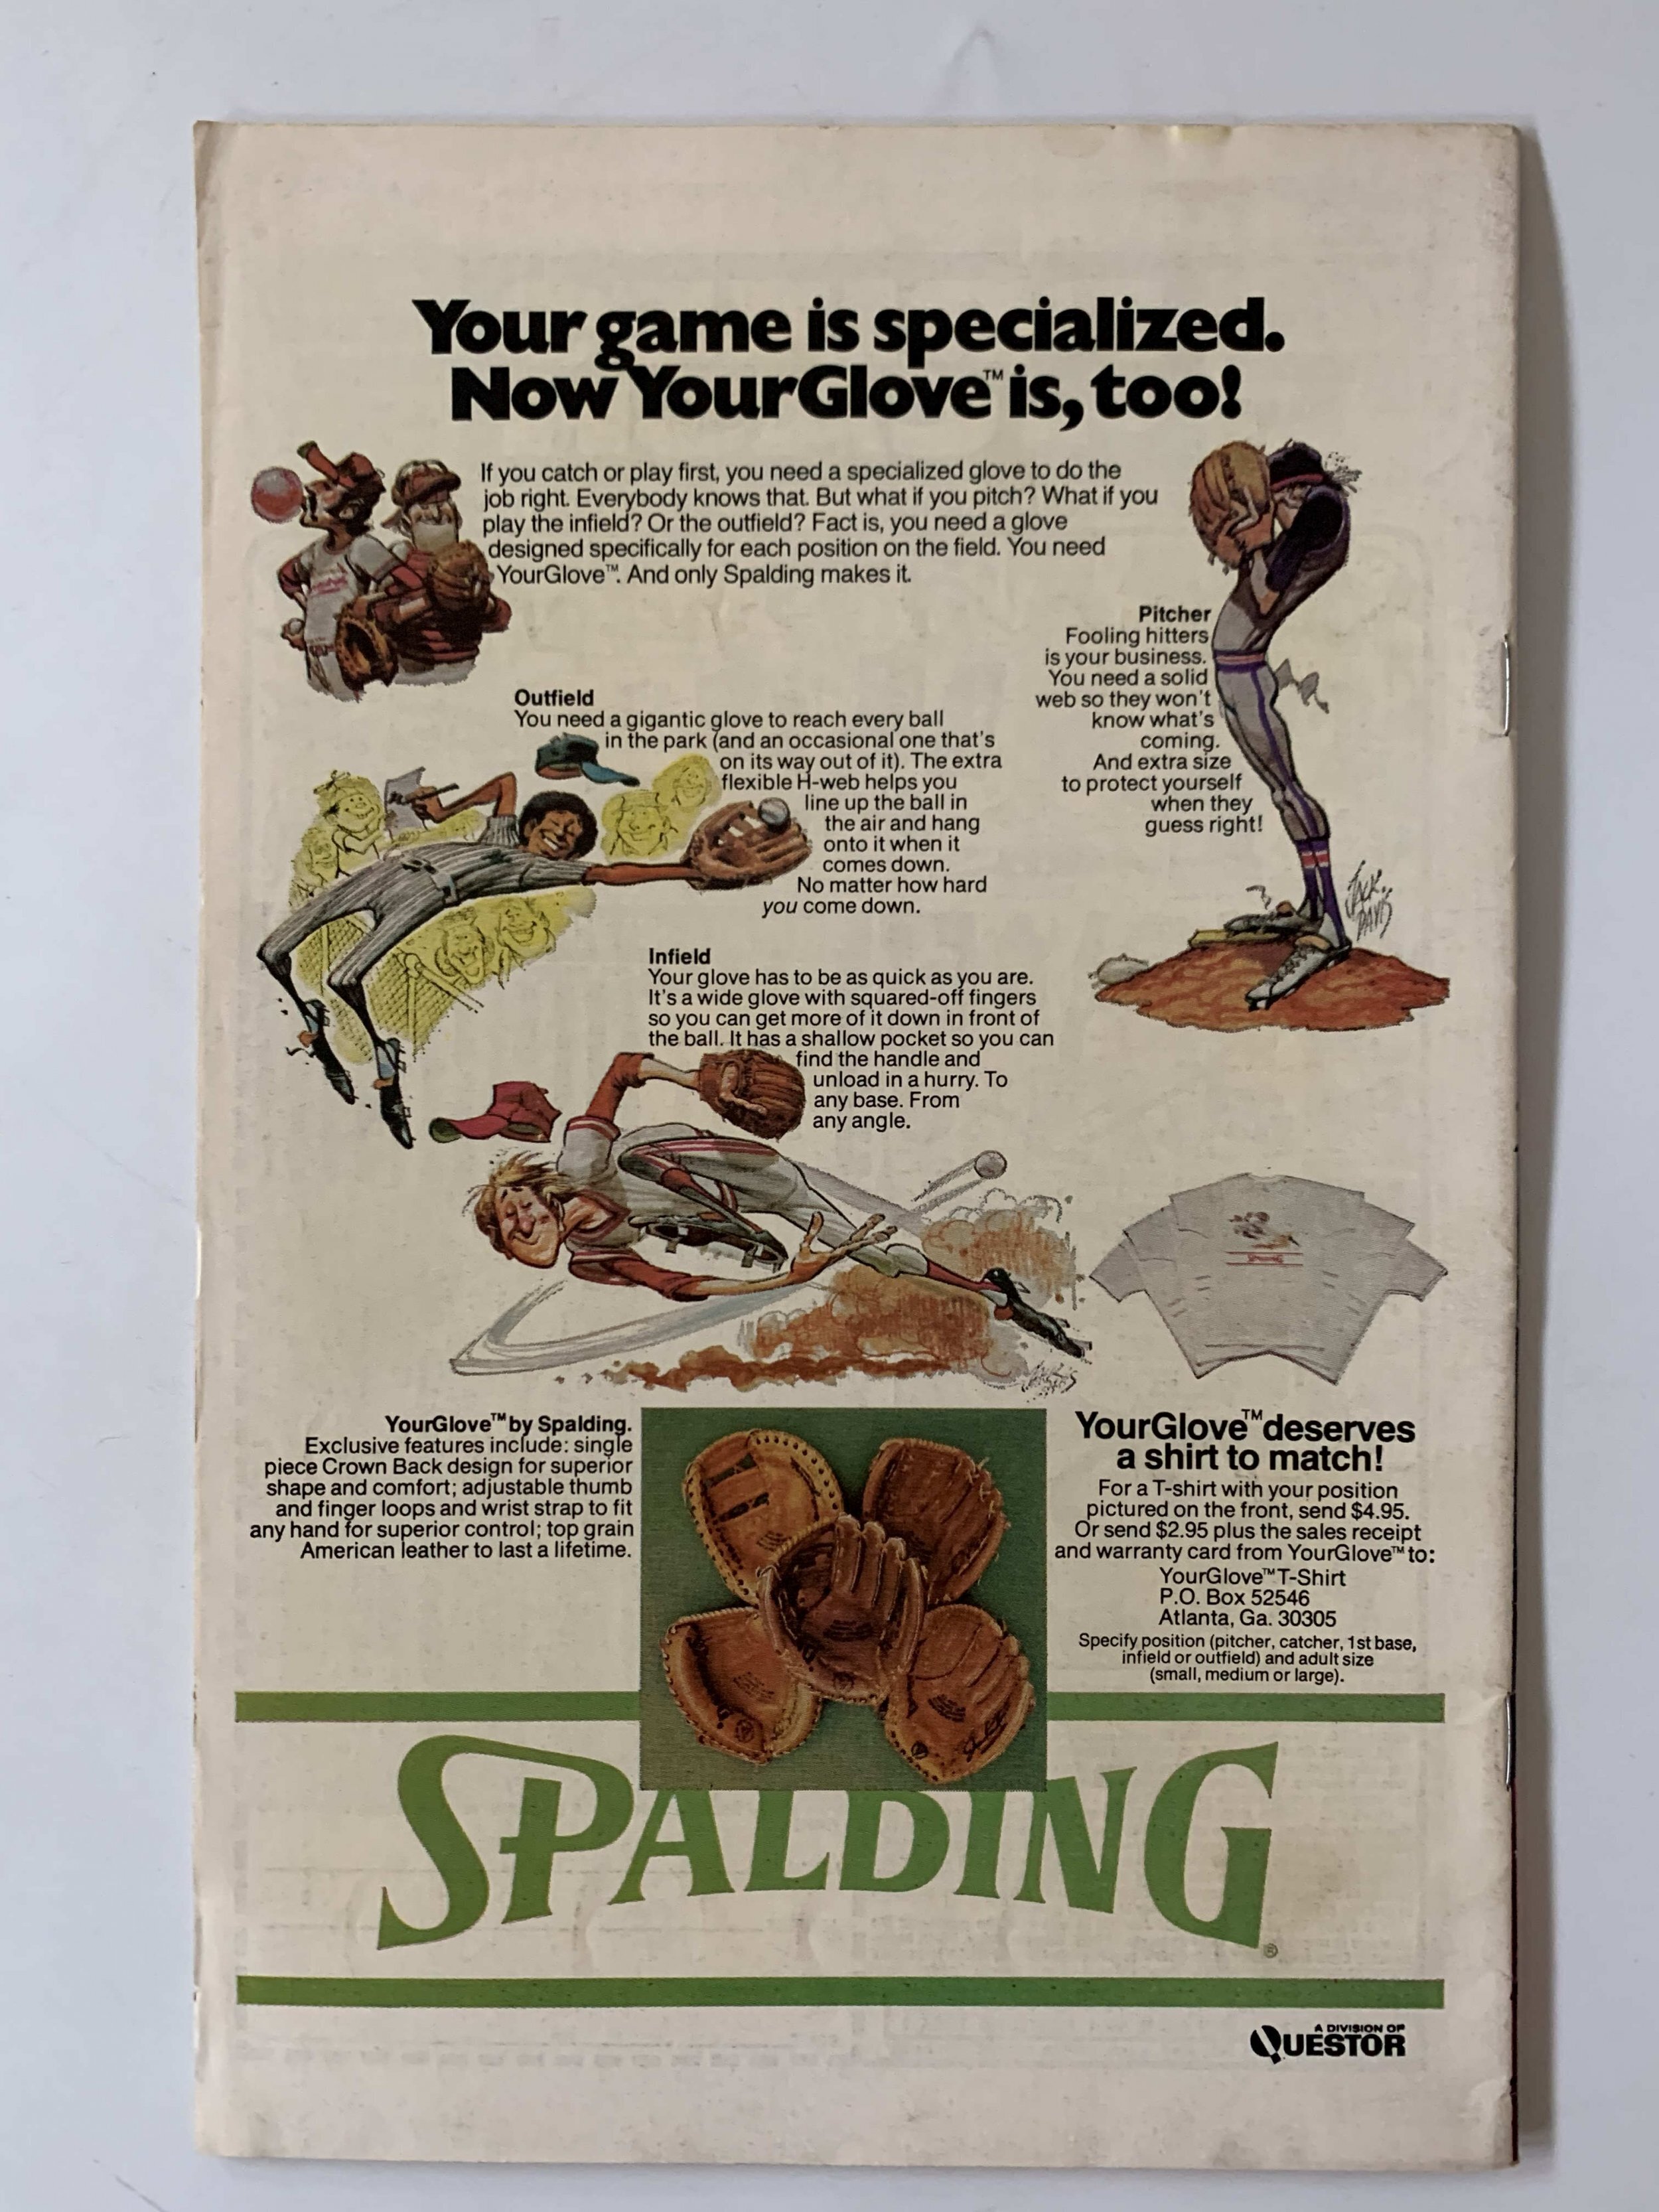 Your game is specialized.
Now YourGlove™ is, too!
If you catch or play first, you need a specialized glove to do the
job right. Everybody knows that. But what if you pitch? What if you
play the infield? Or the outfield? Fact is, you need a glove
designed specifically for each position on the field. You need
YourGlove™. And only Spalding makes it.
Pitcher
Fooling hitters
is your business.
You need a solid
web so they won't
know what's
coming.
And extra size
to protect yourself
when they
guess right!
JACK DAVIS
Outfield
You need a gigantic glove to reach every ball
in the park (and an occasional one that's
on its way out of it). The extra
flexible H-web helps you
line up the ball in
the air and hang
onto it when it
comes down.
No matter how hard
you come down.
Infield
Your glove has to be as quick as you are.
It's a wide glove with squared-off fingers
so you can get more of it down in front of
the ball. It has a shallow pocket so you can
find the handle and
unload in a hurry. To
any base. From
any angle.
JACK DAVIS
SPALDING
YourGlove™ by Spalding.
Exclusive features include: single
piece Crown Back design for superior
shape and comfort; adjustable thumb
and finger loops and wrist strap to fit
any hand for superior control; top grain
American leather to last a lifetime.
YourGlove™ deserves
a shirt to match!
For a T-shirt with your position
pictured on the front, send $4.95.
Or send $2.95 plus the sales receipt
and warranty card from YourGlove™ to:
YourGlove™ T-Shirt
P.O. Box 52546
Atlanta, Ga. 30305
Specify position (pitcher, catcher, 1st base,
infield or outfield) and adult size
(small, medium or large).
SPALDING®
A DIVISION OF
QUESTOR